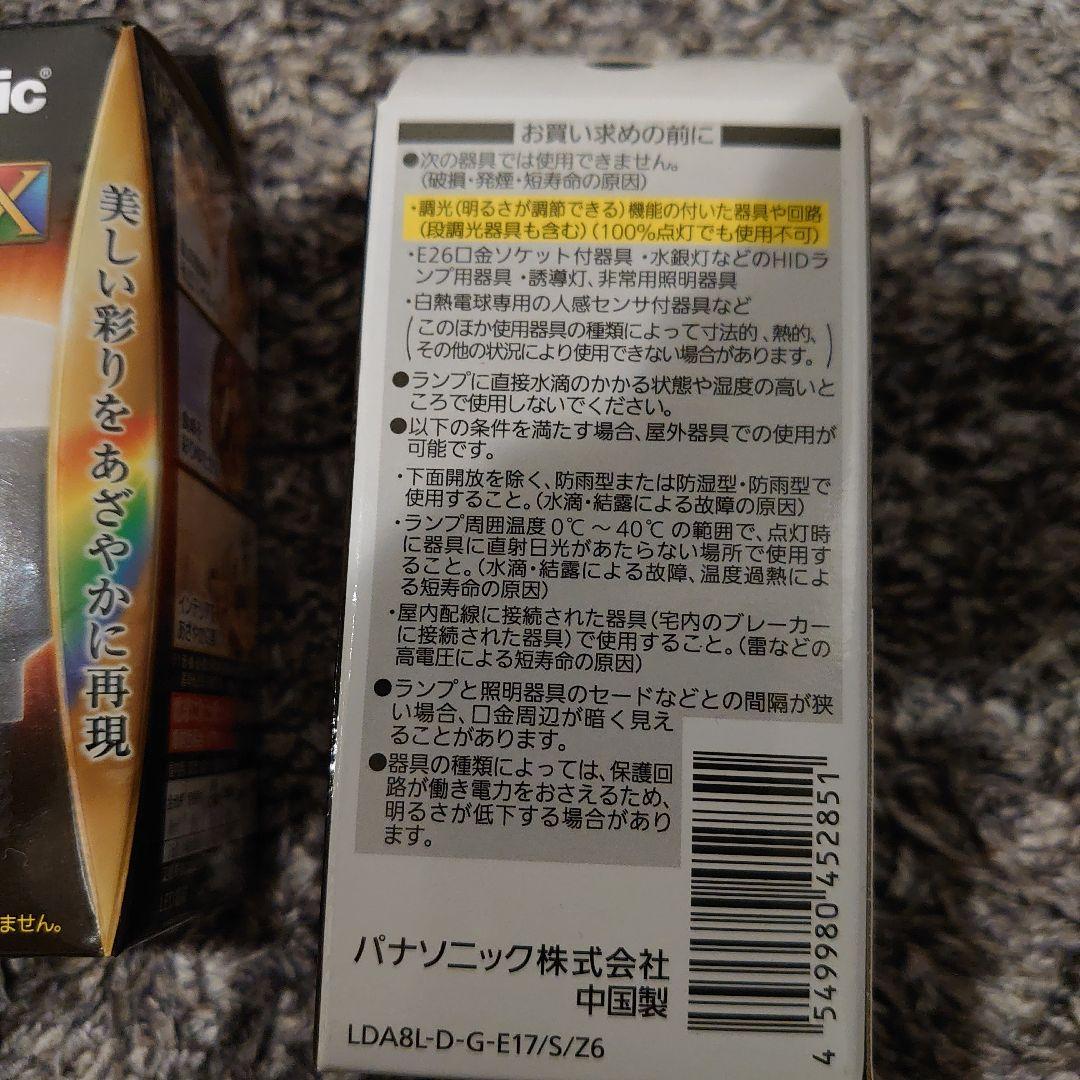 ic®
X
美しい彩りをあざやかに再現
ません。
お買い求めの前に
●次の器具では使用できません。
(破損・発煙・短寿命の原因)
・調光(明るさが調節できる)機能の付いた器具や回路
(段調光器具も含む)(100%点灯でも使用不可)
・E26口金ソケット付器具 ・水銀灯などのHIDラ
ンプ用器具 ・誘導灯、非常用照明器具
・白熱電球専用の人感センサ付器具など
(このほか使用器具の種類によって寸法的、熱的、
その他の状況により使用できない場合があります。)
●ランプに直接水滴のかかる状態や湿度の高いと
ころで使用しないでください。
●以下の条件を満たす場合、屋外器具での使用が
可能です。
・下面開放を除く、防雨型または防湿型・防雨型で
使用すること。(水滴・結露による故障の原因)
・ランプ周囲温度0℃～40℃の範囲で、点灯時
に器具に直射日光があたらない場所で使用す
ること。(水滴・結露による故障、温度過熱によ
る短寿命の原因)
・屋内配線に接続された器具(宅内のブレーカー
に接続された器具)で使用すること。(雷などの
高電圧による短寿命の原因)
●ランプと照明器具のセードなどとの間隔が狭
い場合、口金周辺が暗く見え
ることがあります。
●器具の種類によっては、保護回
路が働き電力をおさえるため、
明るさが低下する場合があり
ます。
パナソニック株式会社
中国製
LDA8L-D-G-E17/S/Z6
4 549980 452851